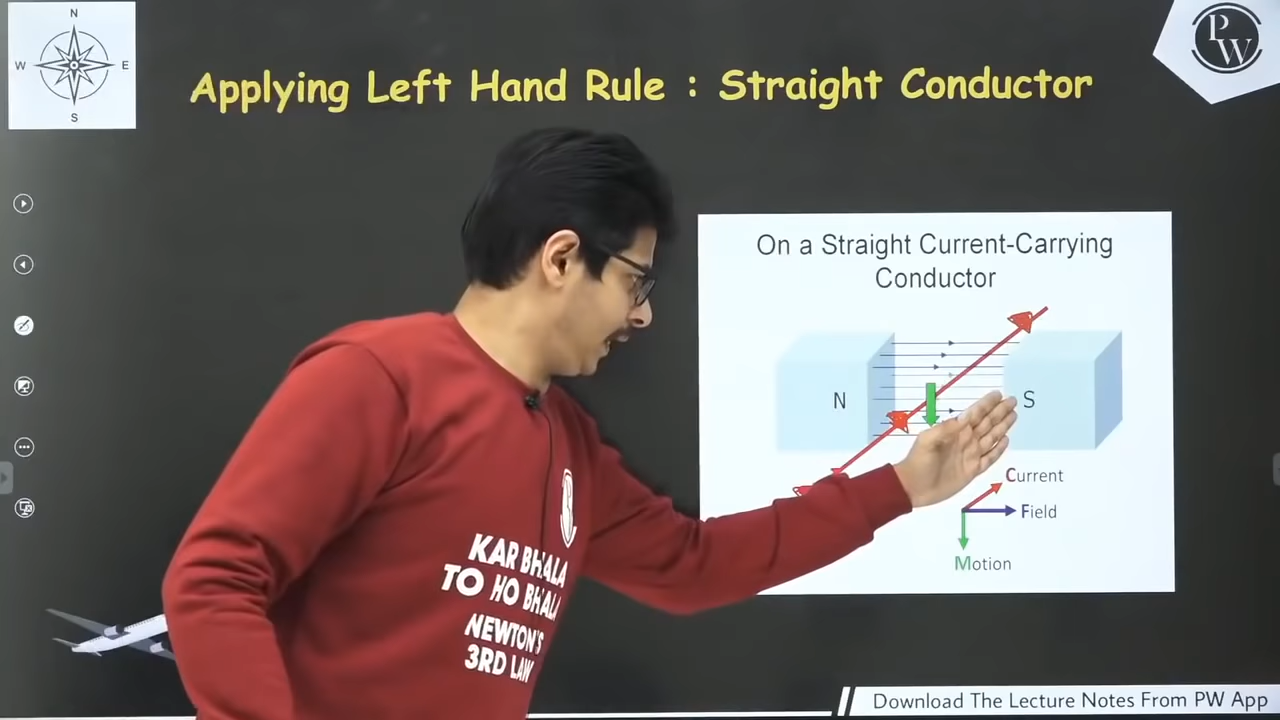 N
W E
S
PW
Applying Left Hand Rule : Straight Conductor
On a Straight Current-Carrying
Conductor
N
S
Current
Field
Motion
KAR BHALA
TO HO BHALA
NEWTON'S
3RD LAW
Download The Lecture Notes From PW App